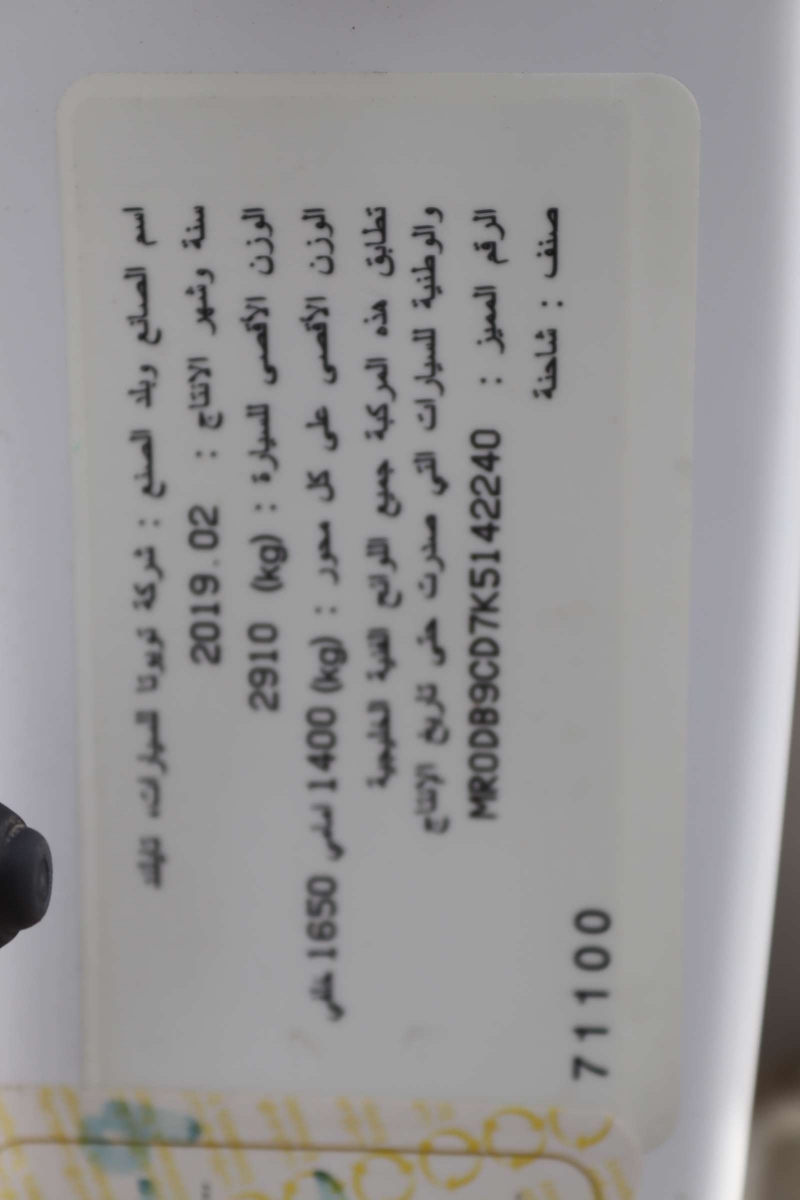 اسم الصانع وبلد الصنع : شركة تويوتا للسيارات، تايلند
سنة وشهر الانتاج : 2019.02
الوزن الأقصى للسيارة : 2910 (kg)
الوزن الأقصى على كل محور : (kg) 1400 امامي 1650 خلفي
تطابق هذه المركبة جميع اللوائح الفنية الخليجية
والوطنية للسيارات التي صدرت حتى تاريخ الإنتاج
الرقم المميز : MR0DB9CD7K5142240
صنف : شاحنة
71100